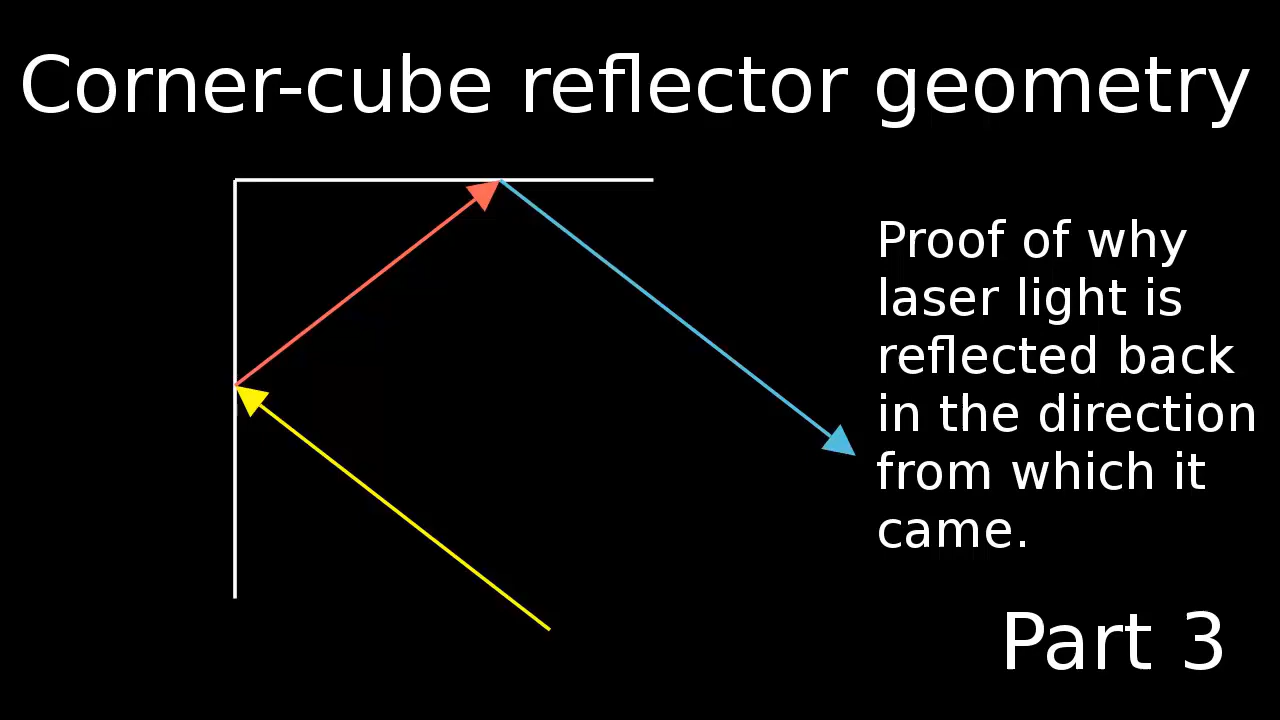 Corner-cube reflector geometry
Proof of why
laser light is
reflected back
in the direction
from which it
came.
Part 3